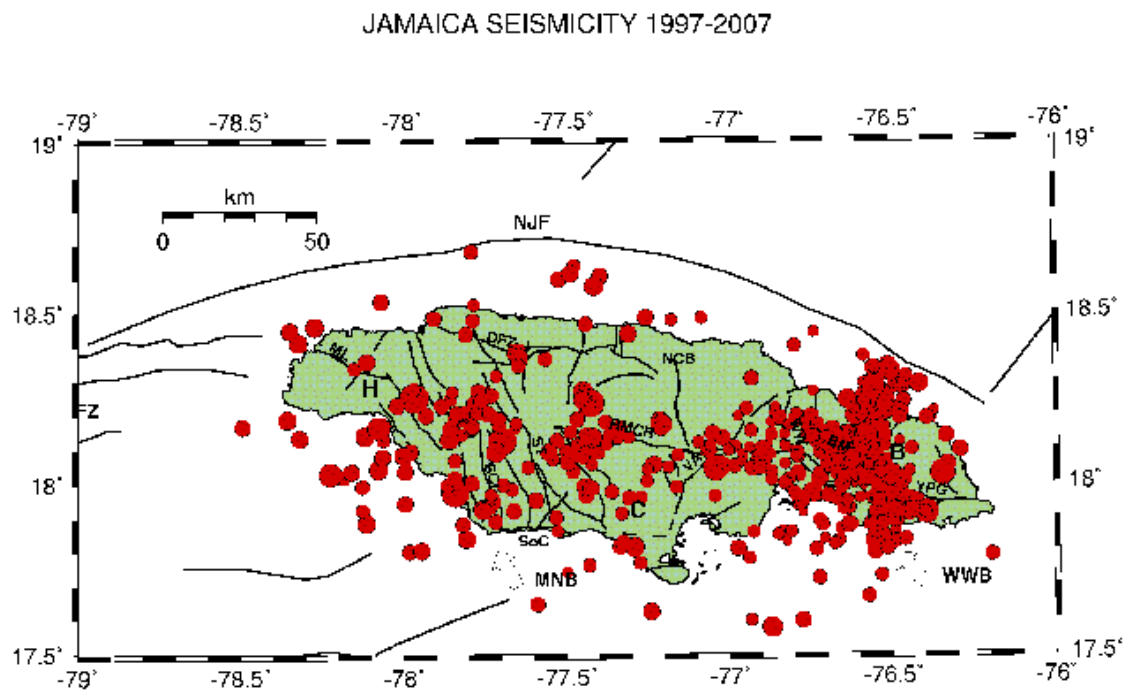 JAMAICA SEISMICITY 1997-2007
-79° -78.5° -78° -77.5° -77° -76.5° -76°
19° 19°
km
0 50
NJF
18.5° 18.5°
DFZ
ML
NCB
H
FZ
RMCR
BMF
B
18° 18°
YPG
C
SoC
MNB WWB
17.5° 17.5°
-79° -78.5° -78° -77.5° -77° -76.5° -76°